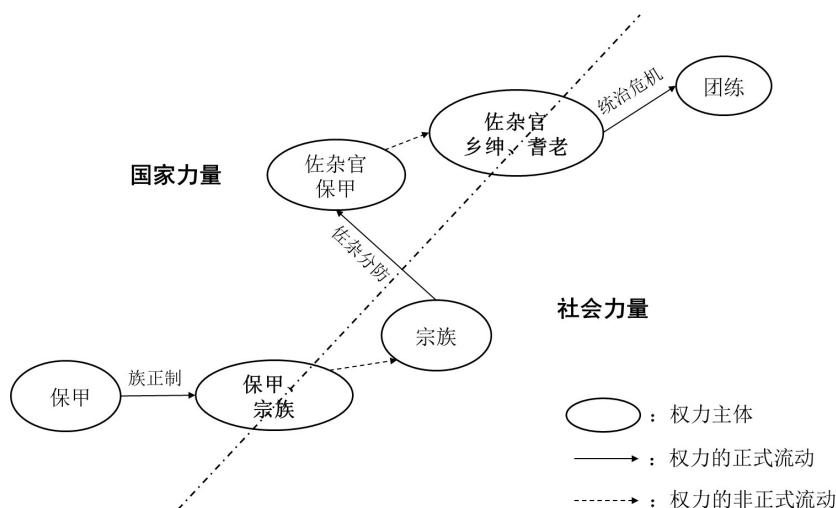 团练
统治危机
佐杂官
乡绅、耆老
佐杂官
保甲
国家力量
佐杂分防
社会力量
宗族
族正制
保甲
保甲、
宗族
：权力主体
：权力的正式流动
：权力的非正式流动